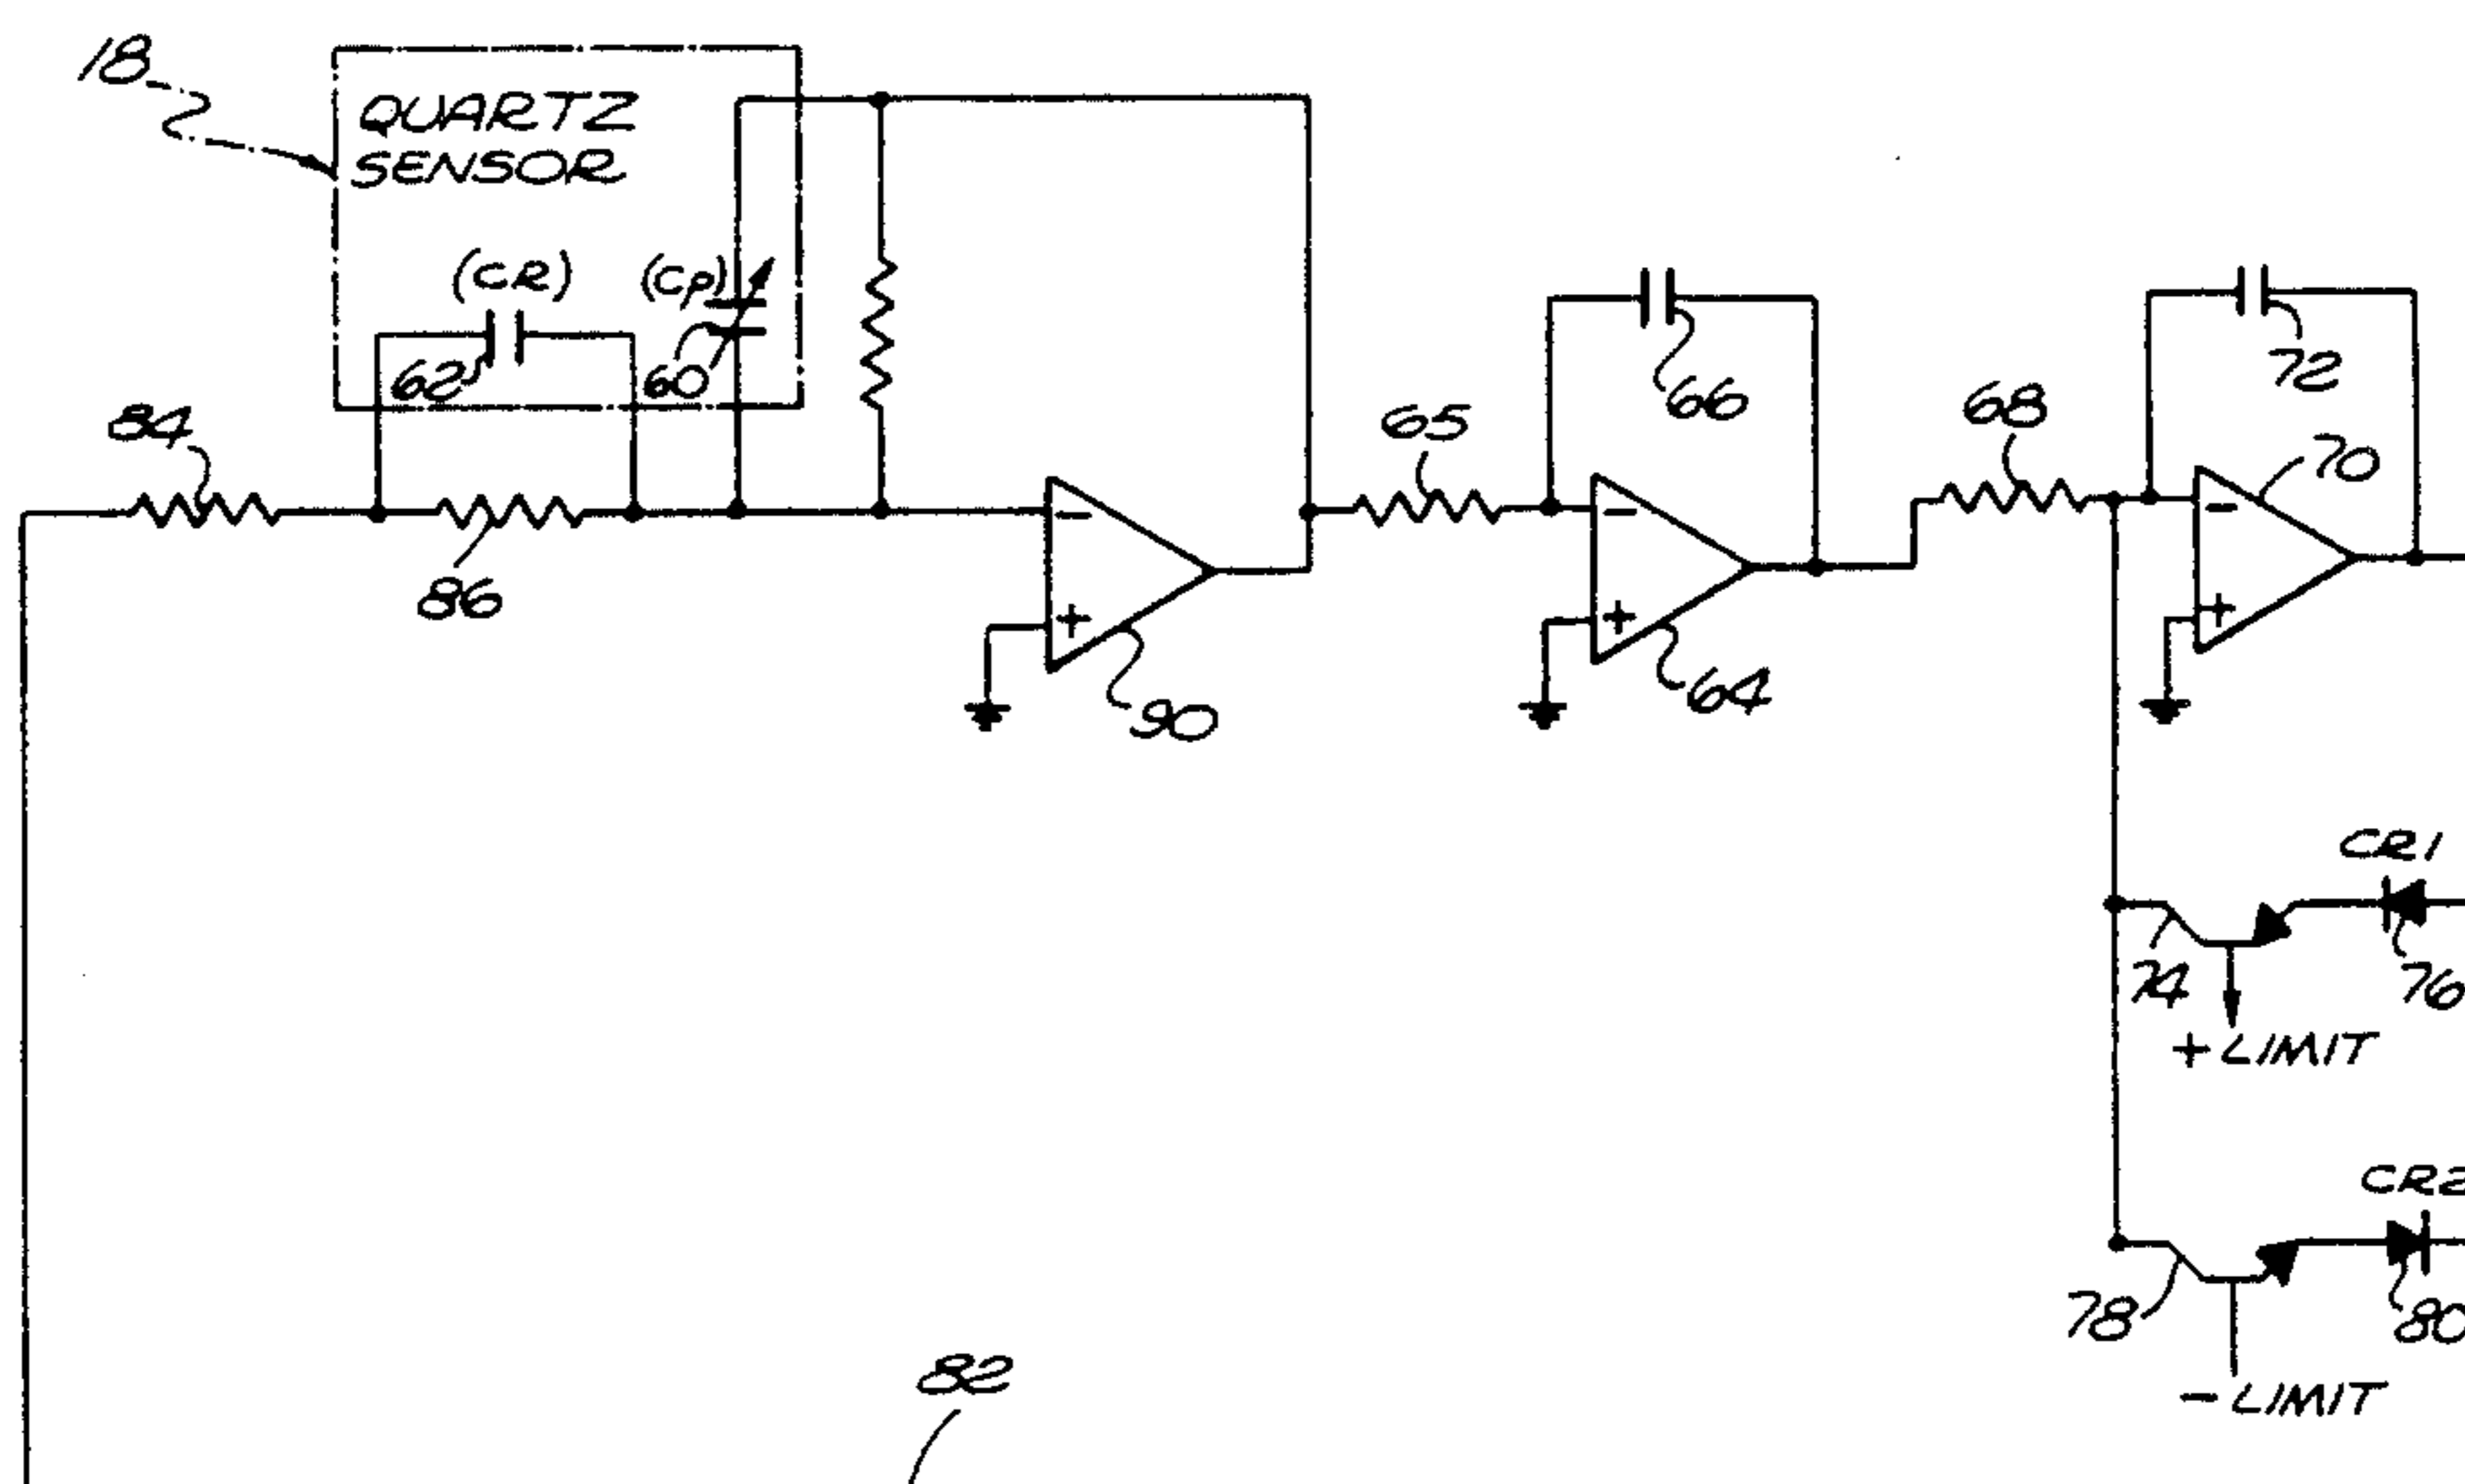 18
QUARTZ
SENSOR
(CR)
(CP)
62
60
66
72
84
65
68
70
86
-
+
-
+
-
+
90
64
CR1
74
76
+ LIMIT
CR2
78
80
- LIMIT
82